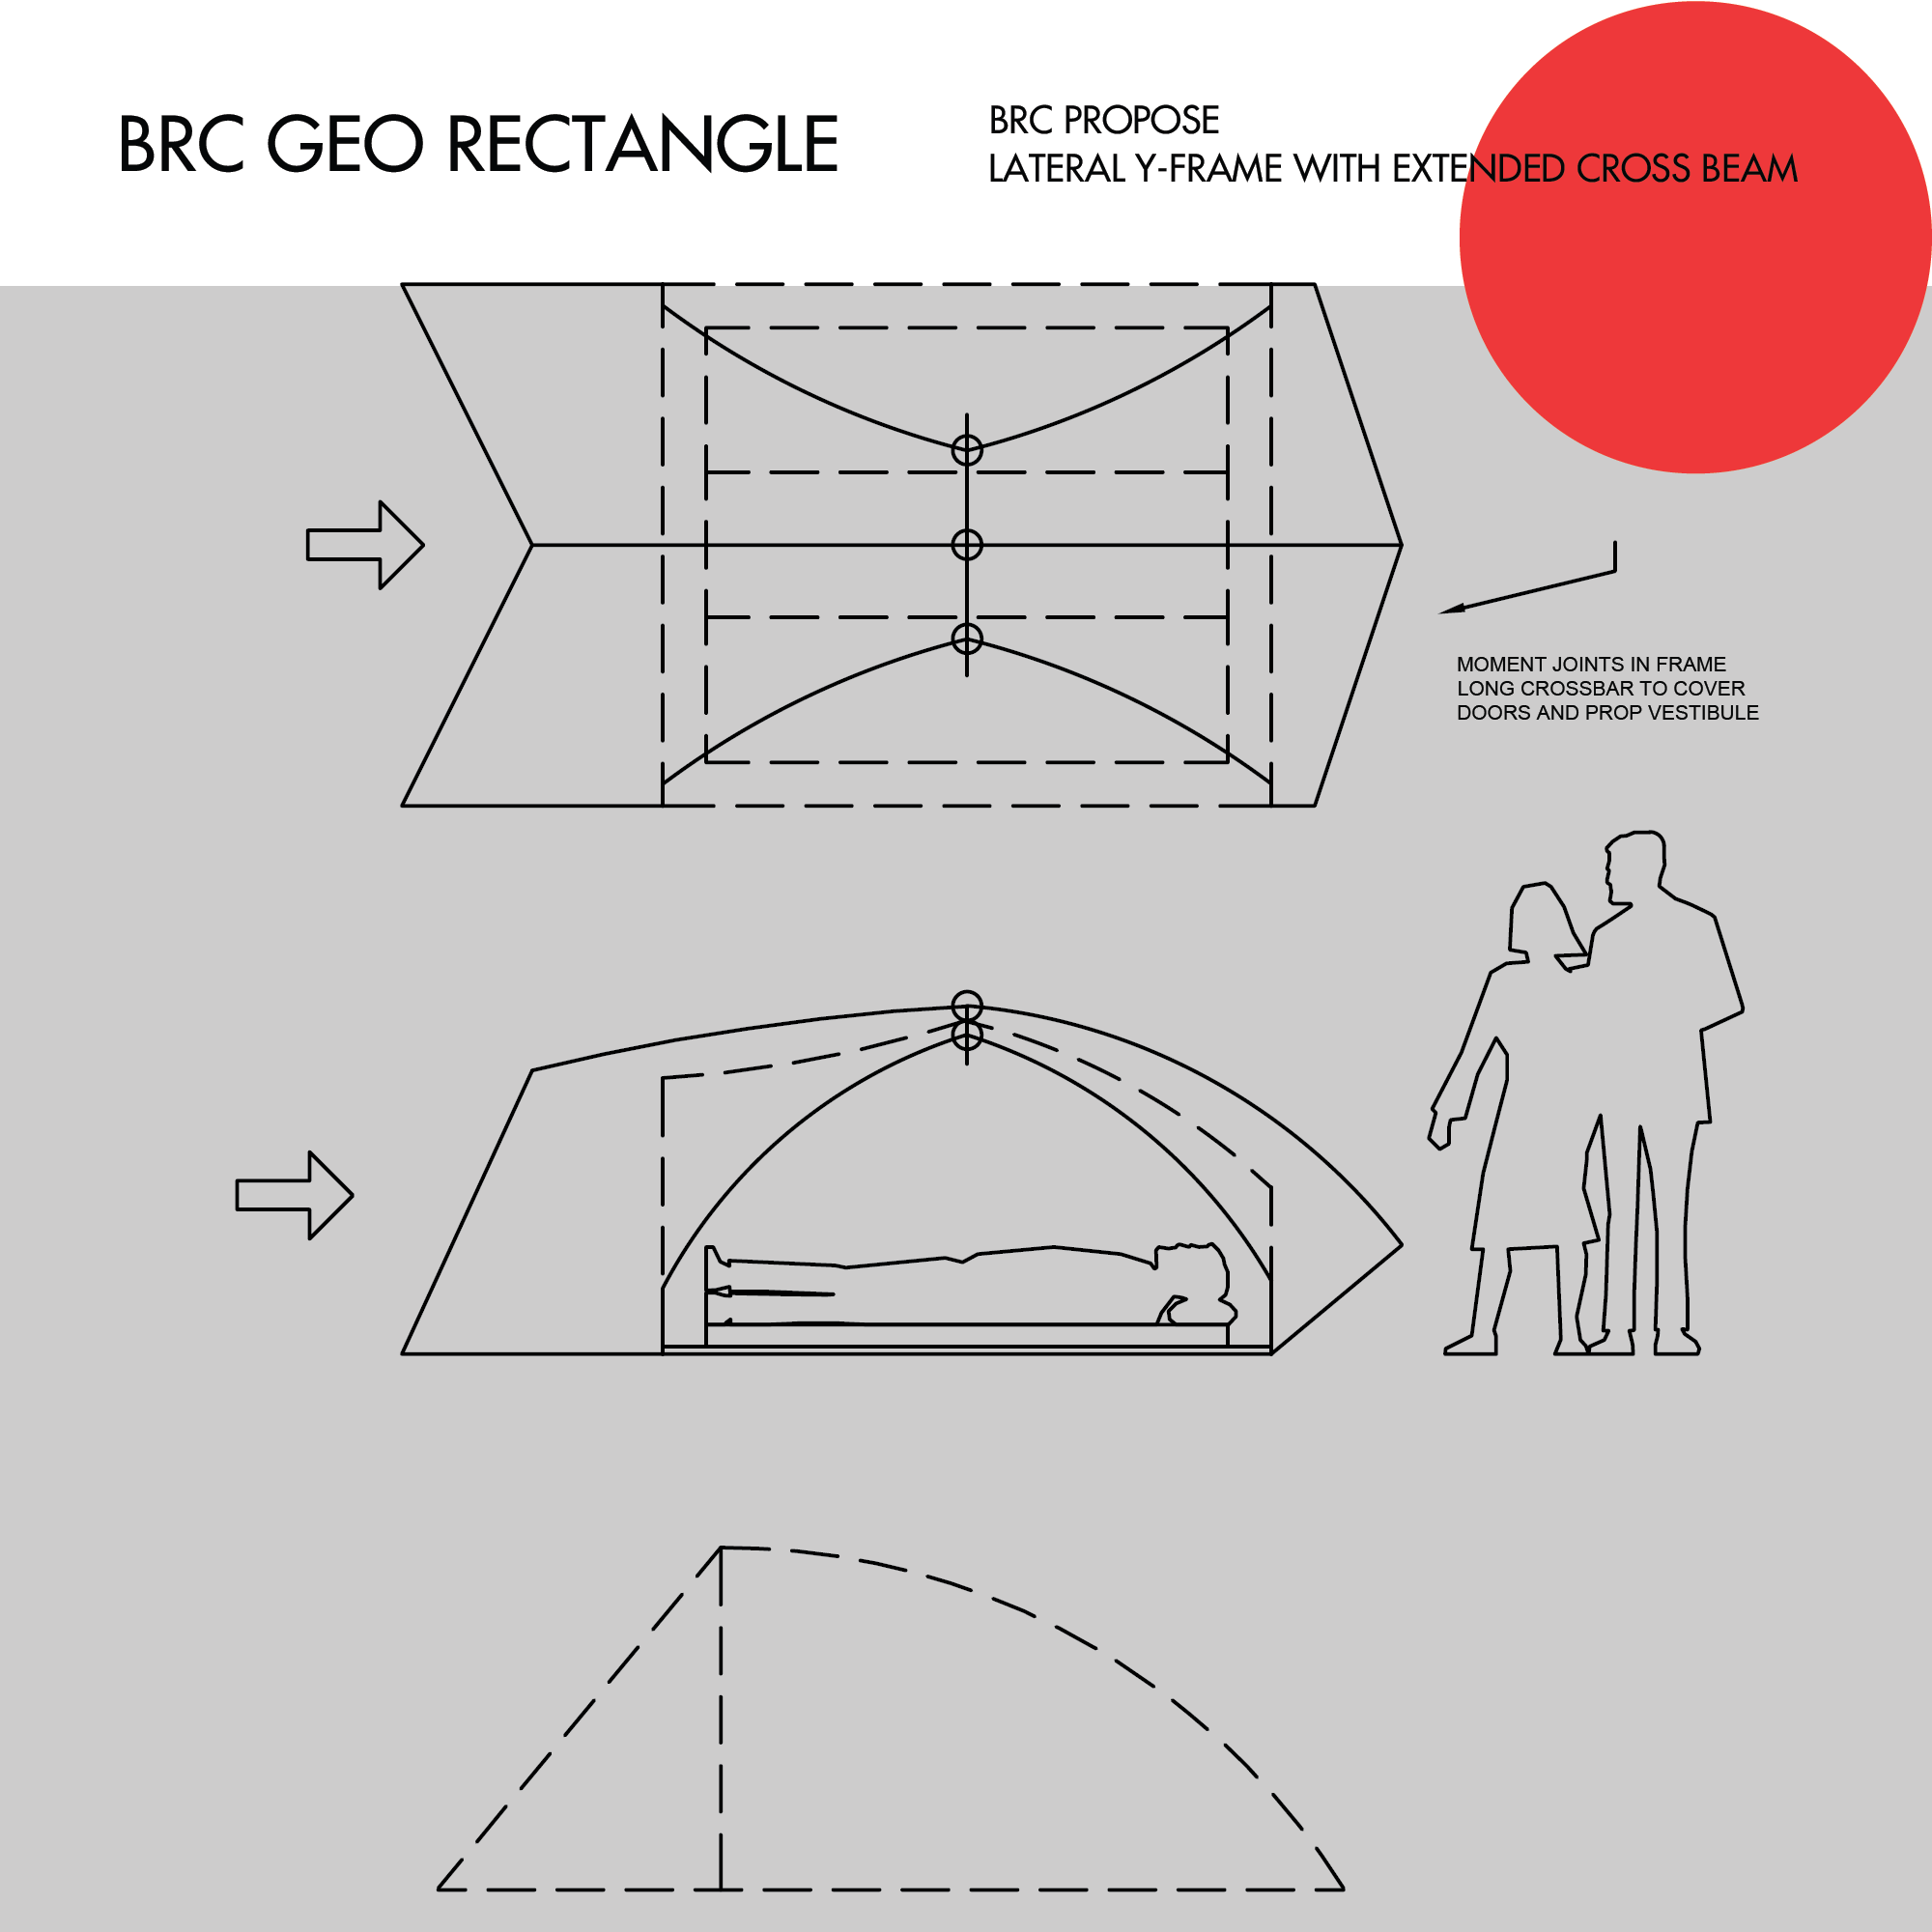 BRC GEO RECTANGLE
BRC PROPOSE
LATERAL Y-FRAME WITH EXTENDED CROSS BEAM
MOMENT JOINTS IN FRAME
LONG CROSSBAR TO COVER
DOORS AND PROP VESTIBULE